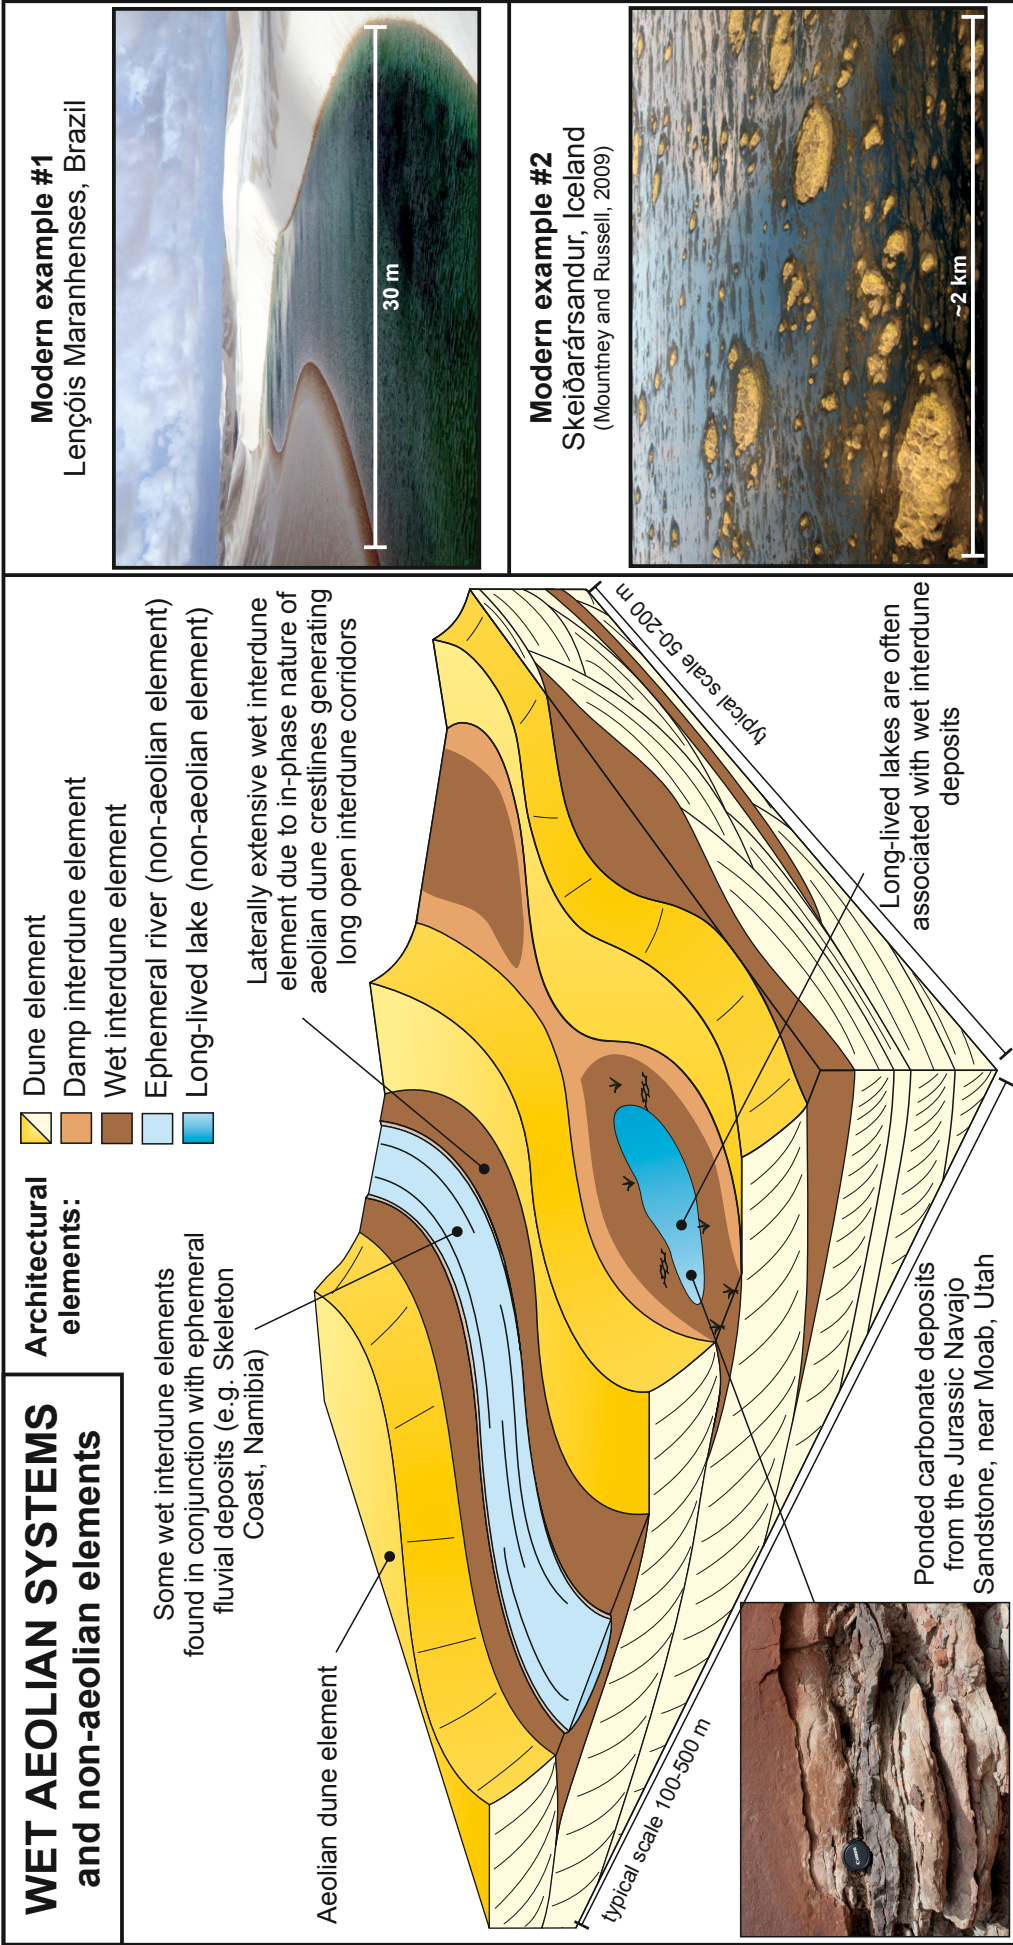 WET AEOLIAN SYSTEMS
and non-aeolian elements
Architectural
elements:
Dune element
Damp interdune element
Wet interdune element
Ephemeral river (non-aeolian element)
Long-lived lake (non-aeolian element)
Some wet interdune elements
found in conjunction with ephemeral
fluvial deposits (e.g. Skeleton
Coast, Namibia)
Laterally extensive wet interdune
element due to in-phase nature of
aeolian dune crestlines generating
long open interdune corridors
Aeolian dune element
typical scale 100-500 m
typical scale 50-200 m
Ponded carbonate deposits
from the Jurassic Navajo
Sandstone, near Moab, Utah
Long-lived lakes are often
associated with wet interdune
deposits
Modern example #1
Lençóis Maranhenses, Brazil
30 m
Modern example #2
Skeiðarársandur, Iceland
(Mountney and Russell, 2009)
~2 km